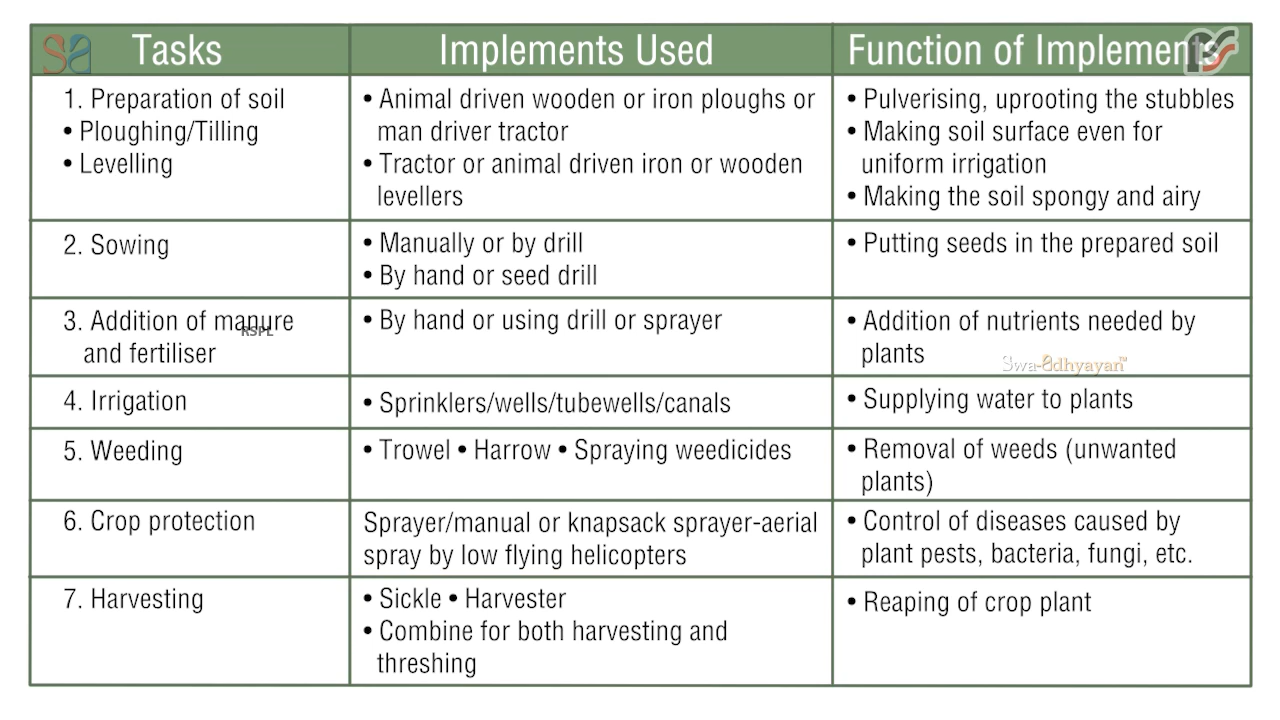 Tasks
Implements Used
Function of Implements
1. Preparation of soil
• Ploughing/Tilling
• Levelling
• Animal driven wooden or iron ploughs or
man driver tractor
• Tractor or animal driven iron or wooden
levellers
• Pulverising, uprooting the stubbles
• Making soil surface even for
uniform irrigation
• Making the soil spongy and airy
2. Sowing
• Manually or by drill
• By hand or seed drill
• Putting seeds in the prepared soil
3. Addition of manure
and fertiliser
RSPL
• By hand or using drill or sprayer
• Addition of nutrients needed by
plants
Swa-adhyayan™
4. Irrigation
• Sprinklers/wells/tubewells/canals
• Supplying water to plants
5. Weeding
• Trowel • Harrow • Spraying weedicides
• Removal of weeds (unwanted
plants)
6. Crop protection
Sprayer/manual or knapsack sprayer-aerial
spray by low flying helicopters
• Control of diseases caused by
plant pests, bacteria, fungi, etc.
7. Harvesting
• Sickle • Harvester
• Combine for both harvesting and
threshing
• Reaping of crop plant